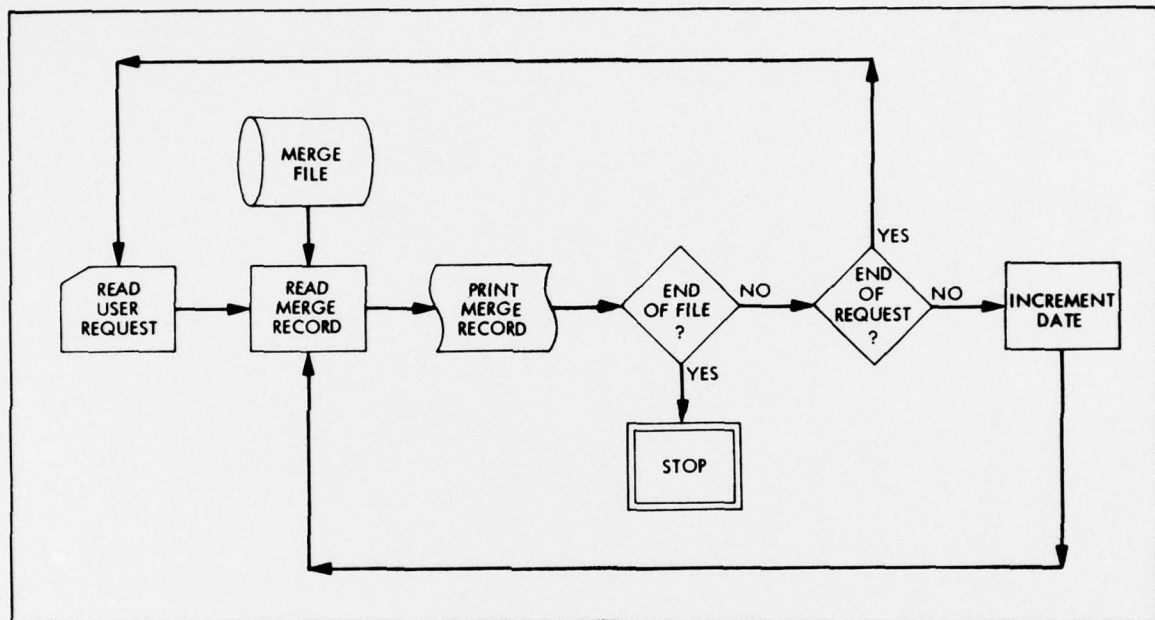 MERGE
FILE
READ
USER
REQUEST
READ
MERGE
RECORD
PRINT
MERGE
RECORD
END
OF FILE
?
NO
YES
STOP
END
OF
REQUEST
?
YES
NO
INCREMENT
DATE